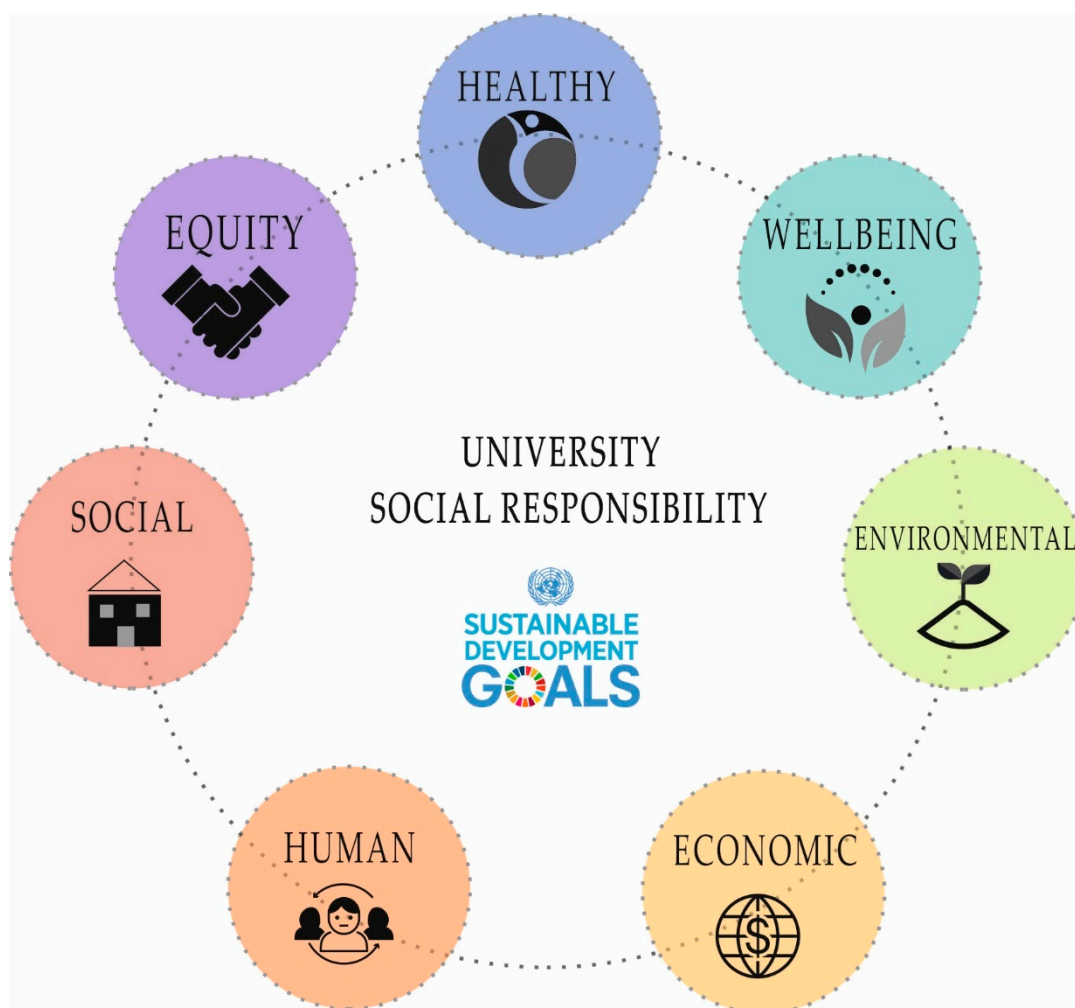 HEALTHY
EQUITY
WELLBEING
UNIVERSITY
SOCIAL RESPONSIBILITY
SOCIAL
ENVIRONMENTAL
SUSTAINABLE
DEVELOPMENT
GOALS
HUMAN
ECONOMIC
$